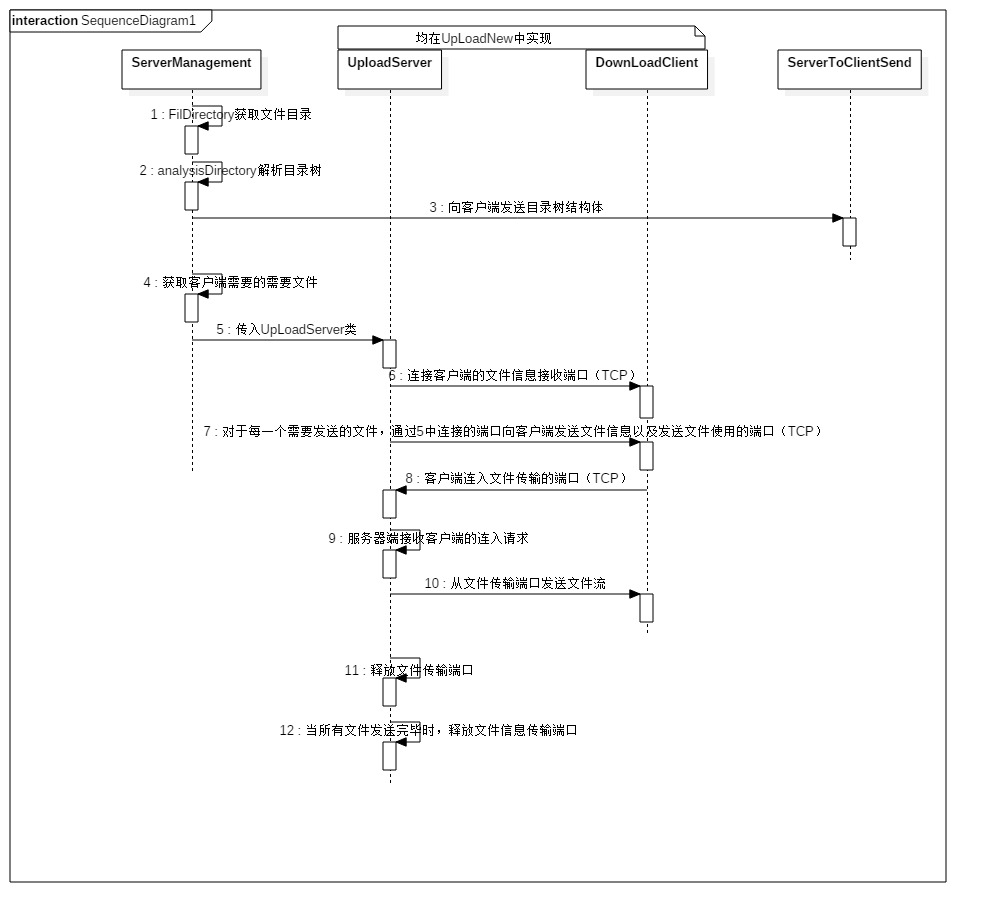 interaction SequenceDiagram1
均在UpLoadNew中实现
ServerManagement
UploadServer
DownLoadClient
ServerToClientSend
1 : FilDirectory获取文件目录
2 : analysisDirectory解析目录树
3 : 向客户端发送目录树结构体
4 : 获取客户端需要的需要文件
5 : 传入UpLoadServer类
6 : 连接客户端的文件信息接收端口（TCP）
7 : 对于每一个需要发送的文件，通过5中连接的端口向客户端发送文件信息以及发送文件使用的端口（TCP）
8 : 客户端连入文件传输的端口（TCP）
9 : 服务器端接收客户端的连入请求
10 : 从文件传输端口发送文件流
11 : 释放文件传输端口
12 : 当所有文件发送完毕时，释放文件信息传输端口